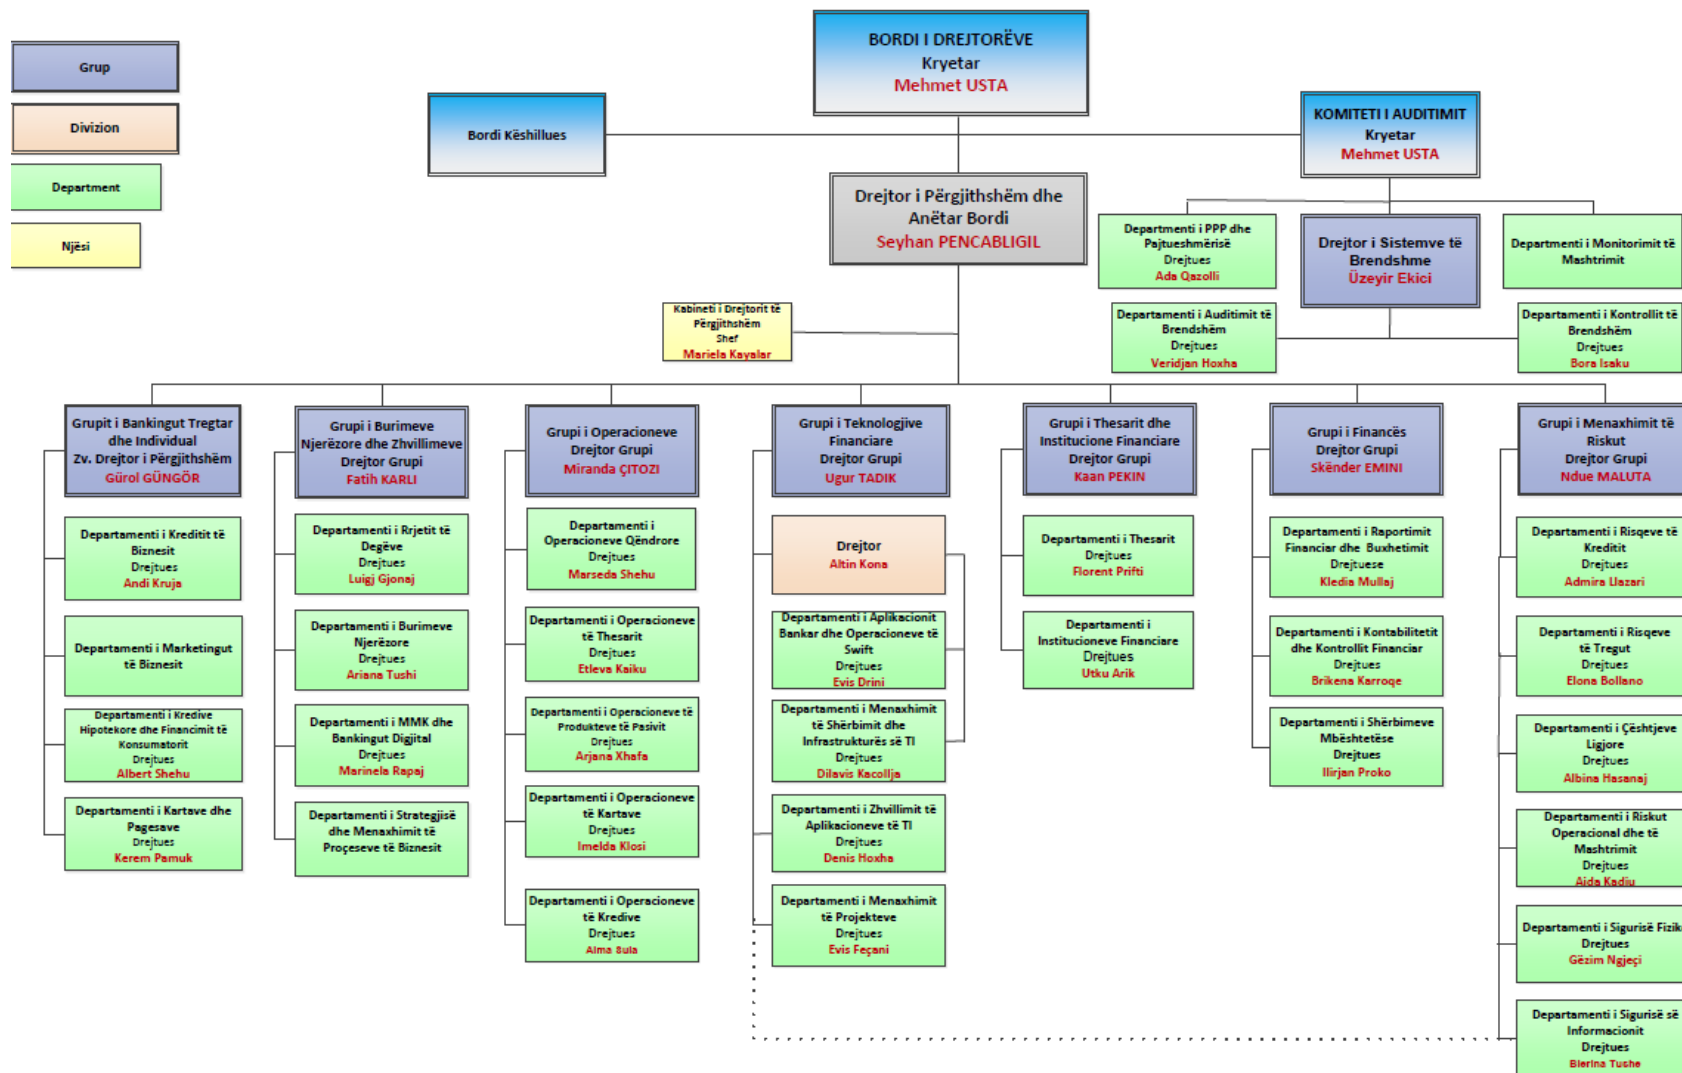 Grup
Divizion
Department
Njësi
BORDI I DREJTORËVE
Kryetar
Mehmet USTA
Bordi Këshillues
KOMITETI I AUDITIMIT
Kryetar
Mehmet USTA
Drejtor i Përgjithshëm dhe
Anëtar Bordi
Seyhan PENCABLIGIL
Departmenti i PPP dhe
Pajtueshmërisë
Drejtues
Ada Qazolli
Drejtor i Sistemve të
Brendshme
Üzeyir Ekici
Departmenti i Monitorimit të
Mashtrimit
Kabineti i Drejtorit të
Përgjithshëm
Shef
Mariela Kayalar
Departamenti i Auditimit të
Brendshëm
Drejtues
Veridjan Hoxha
Departamenti i Kontrollit të
Brendshëm
Drejtues
Bora Isaku
Grupit i Bankingut Tregtar
dhe Individual
Zv. Drejtor i Përgjithshëm
Gürol GÜNGÖR
Departamenti i Kreditit të
Biznesit
Drejtues
Andi Kruja
Departamenti i Marketingut
të Biznesit
Departamenti i Kredive
Hipotekore dhe Financimit të
Konsumatorit
Drejtues
Albert Shehu
Departamenti i Kartave dhe
Pagesave
Drejtues
Kerem Pamuk
Grupi i Burimeve
Njerëzore dhe Zhvillimeve
Drejtor Grupi
Fatih KARLI
Departamenti i Rrjetit të
Degëve
Drejtues
Luigj Gjonaj
Departamenti i Burimeve
Njerëzore
Drejtues
Ariana Tushi
Departamenti i MMK dhe
Bankingut Digjital
Drejtues
Marinela Rapaj
Departamenti i Strategjisë
dhe Menaxhimit të
Proçeseve të Biznesit
Grupi i Operacioneve
Drejtor Grupi
Miranda ÇITOZI
Departamenti i
Operacioneve Qëndrore
Drejtues
Marseda Shehu
Departamenti i Operacioneve
të Thesarit
Drejtues
Etleva Kaiku
Departamenti i Operacioneve të
Produkteve të Pasivit
Drejtues
Arjana Xhafa
Departamenti i Operacioneve
të Kartave
Drejtues
Imelda Klosi
Departamenti i Operacioneve
të Kredive
Drejtues
Alma Sula
Grupi i Teknologjive
Financiare
Drejtor Grupi
Ugur TADIK
Drejtor
Altin Kona
Departamenti i Aplikacionit
Bankar dhe Operacioneve të
Swift
Drejtues
Evis Drini
Departamenti i Menaxhimit
të Shërbimit dhe
Infrastrukturës së TI
Drejtues
Dilavis Kacollja
Departamenti i Zhvillimit të
Aplikacioneve të TI
Drejtues
Denis Hoxha
Departamenti i Menaxhimit
të Projekteve
Drejtues
Evis Feçani
Grupi i Thesarit dhe
Institucione Financiare
Drejtor Grupi
Kaan PEKIN
Departamenti i Thesarit
Drejtues
Florent Prifti
Departamenti i
Institucioneve Financiare
Drejtues
Utku Arik
Grupi i Financës
Drejtor Grupi
Skënder EMINI
Departamenti i Raportimit
Financiar dhe Buxhetimit
Drejtuese
Kledia Mullaj
Departamenti i Kontabilitetit
dhe Kontrollit Financiar
Drejtues
Brikena Karroqe
Departamenti i Shërbimeve
Mbështetëse
Drejtues
Ilirjan Proko
Grupi i Menaxhimit të
Riskut
Drejtor Grupi
Ndue MALUTA
Departamenti i Risqeve të
Kreditit
Drejtues
Admira Llazari
Departamenti i Risqeve
të Tregut
Drejtues
Elona Bollano
Departamenti i Çështjeve
Ligjore
Drejtues
Albina Hasanaj
Departamenti i Riskut
Operacional dhe të
Mashtrimit
Drejtues
Aida Kadiu
Departamenti i Sigurisë Fizike
Drejtues
Gëzim Ngjeçi
Departamenti i Sigurisë së
Informacionit
Drejtues
Blerina Tushe